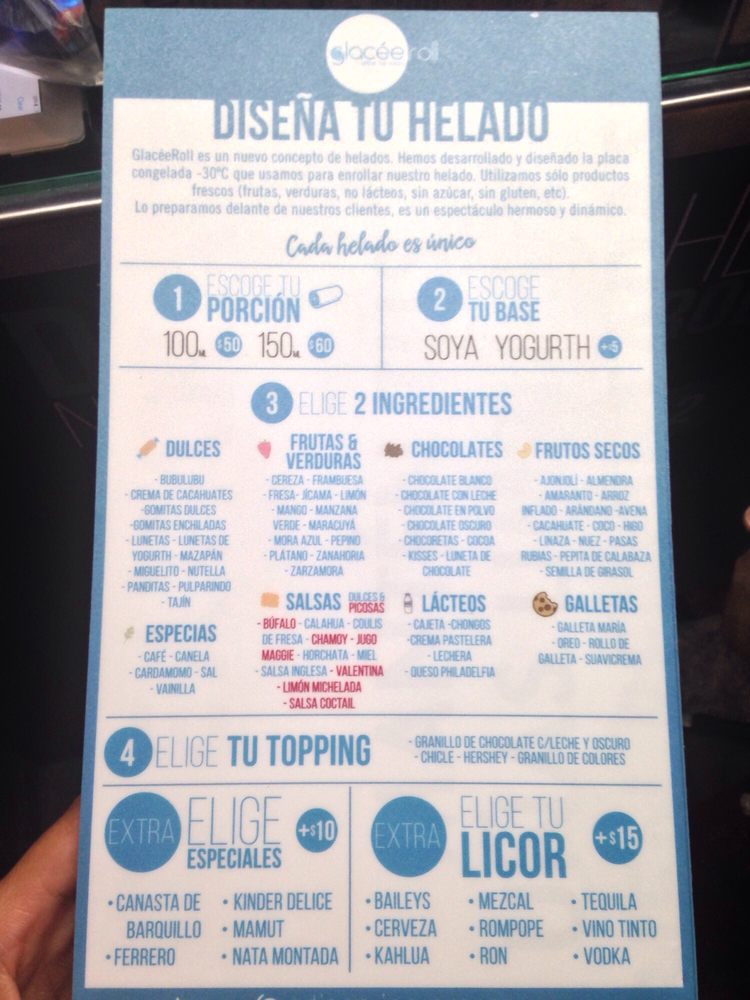 glacée roll
DISEÑA TU HELADO
GlacéeRoll es un nuevo concepto de helados. Hemos desarrollado y diseñado la placa
congelada -30°C que usamos para enrollar nuestro helado. Utilizamos sólo productos
frescos (frutas, verduras, no lácteos, sin azúcar, sin gluten, etc).
Lo preparamos delante de nuestros clientes, es un espectáculo hermoso y dinámico.
Cada helado es único
1 ESCOGE TU
PORCIÓN
100ML $50 150ML $60
2 ESCOGE
TU BASE
SOYA YOGURTH +$5
3 ELIGE 2 INGREDIENTES
DULCES
- BUBULUBU
- CREMA DE CACAHUATES
-GOMITAS DULCES
-GOMITAS ENCHILADAS
- LUNETAS - LUNETAS DE
YOGURTH - MAZAPÁN
- MIGUELITO - NUTELLA
- PANDITAS - PULPARINDO
- TAJÍN
FRUTAS &
VERDURAS
- CEREZA - FRAMBUESA
- FRESA- JÍCAMA - LIMÓN
- MANGO - MANZANA
VERDE - MARACUYÁ
- MORA AZUL - PEPINO
- PLÁTANO - ZANAHORIA
- ZARZAMORA
CHOCOLATES
- CHOCOLATE BLANCO
- CHOCOLATE CON LECHE
- CHOCOLATE EN POLVO
- CHOCOLATE OSCURO
- CHOCORETAS - COCOA
- KISSES - LUNETA DE
CHOCOLATE
FRUTOS SECOS
- AJONJOLÍ - ALMENDRA
- AMARANTO - ARROZ
INFLADO - ARÁNDANO -AVENA
- CACAHUATE - COCO - HIGO
- LINAZA - NUEZ - PASAS
RUBIAS - PEPITA DE CALABAZA
- SEMILLA DE GIRASOL
ESPECIAS
- CAFÉ - CANELA
- CARDAMOMO - SAL
- VAINILLA
SALSAS DULCES &
PICOSAS
- BÚFALO - CALAHUA - COULIS
DE FRESA - CHAMOY - JUGO
MAGGIE - HORCHATA - MIEL
- SALSA INGLESA - VALENTINA
- LIMÓN MICHELADA
- SALSA COCTAIL
LÁCTEOS
- CAJETA -CHONGOS
-CREMA PASTELERA
- LECHERA
- QUESO PHILADELFIA
GALLETAS
- GALLETA MARÍA
- OREO - ROLLO DE
GALLETA - SUAVICREMA
4 ELIGE TU TOPPING
- GRANILLO DE CHOCOLATE C/LECHE Y OSCURO
- CHICLE - HERSHEY - GRANILLO DE COLORES
EXTRA ELIGE
ESPECIALES +$10
• CANASTA DE
BARQUILLO
• FERRERO
• KINDER DELICE
• MAMUT
• NATA MONTADA
EXTRA ELIGE TU
LICOR +$15
• BAILEYS
• CERVEZA
• KAHLUA
• MEZCAL
• ROMPOPE
• RON
• TEQUILA
• VINO TINTO
• VODKA